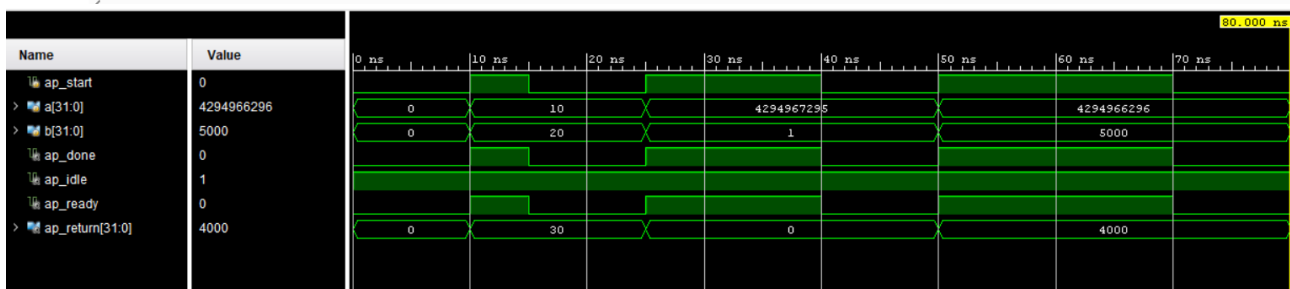 80.000 ns
Name Value 0 ns 10 ns 20 ns 30 ns 40 ns 50 ns 60 ns 70 ns
ap_start 0
a[31:0] 4294966296 0 10 4294967295 4294966296
b[31:0] 5000 0 20 1 5000
ap_done 0
ap_idle 1
ap_ready 0
ap_return[31:0] 4000 0 30 0 4000